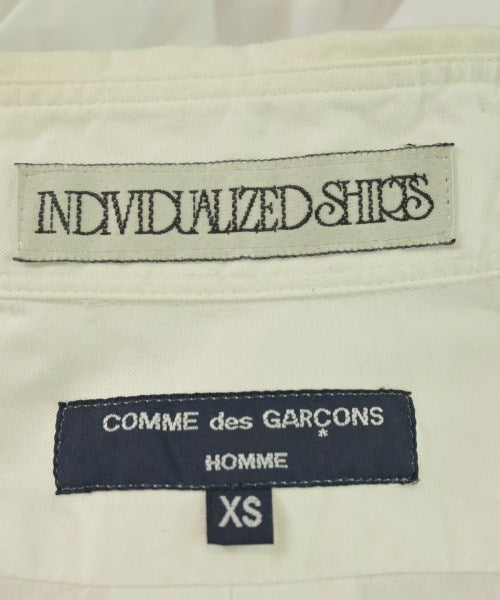 INDIVIDUALIZED SHIRTS
COMME des GARÇONS
HOMME
XS